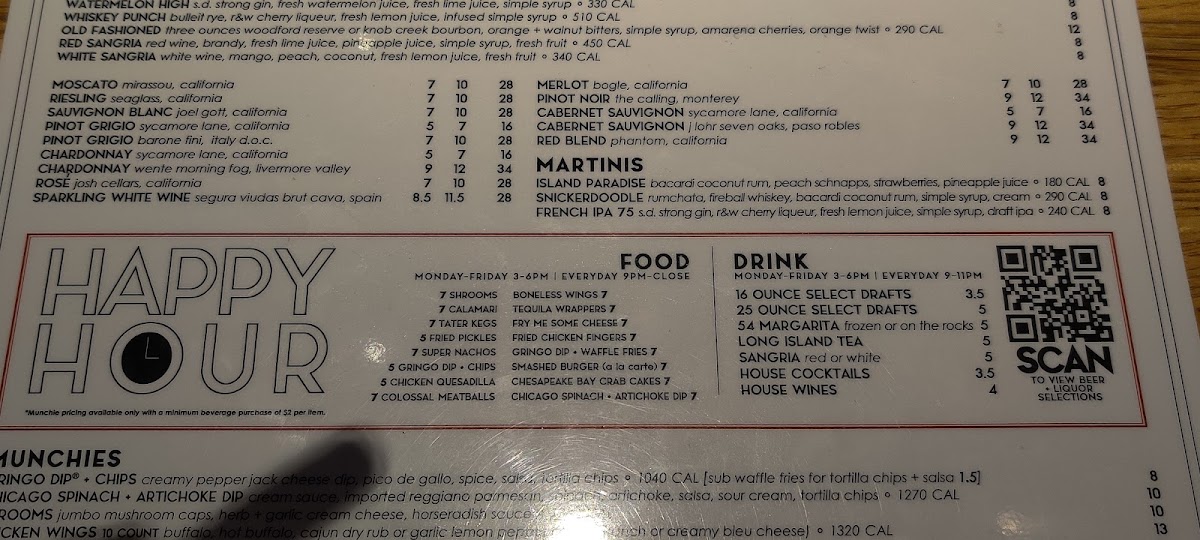 WATERMELON HIGH s.d. strong gin, fresh watermelon juice, fresh lime juice, simple syrup ∘ 330 CAL 8
WHISKEY PUNCH bulleit rye, r&w cherry liqueur, fresh lemon juice, infused simple syrup ∘ 510 CAL 8
OLD FASHIONED three ounces woodford reserve or knob creek bourbon, orange + walnut bitters, simple syrup, amarena cherries, orange twist ∘ 290 CAL 12
RED SANGRIA red wine, brandy, fresh lime juice, pineapple juice, simple syrup, fresh fruit ∘ 450 CAL 8
WHITE SANGRIA white wine, mango, peach, coconut, fresh lemon juice, fresh fruit ∘ 340 CAL 8
MOSCATO mirassou, california 7 10 28
RIESLING seaglass, california 7 10 28
SAUVIGNON BLANC joel gott, california 7 10 28
PINOT GRIGIO sycamore lane, california 5 7 16
PINOT GRIGIO barone fini, italy d.o.c. 7 10 28
CHARDONNAY sycamore lane, california 5 7 16
CHARDONNAY wente morning fog, livermore valley 9 12 34
ROSÉ josh cellars, california 7 10 28
SPARKLING WHITE WINE segura viudas brut cava, spain 8.5 11.5 28
MERLOT bogle, california 7 10 28
PINOT NOIR the calling, monterey 9 12 34
CABERNET SAUVIGNON sycamore lane, california 5 7 16
CABERNET SAUVIGNON j lohr seven oaks, paso robles 9 12 34
RED BLEND phantom, california 9 12 34
MARTINIS
ISLAND PARADISE bacardi coconut rum, peach schnapps, strawberries, pineapple juice ∘ 180 CAL 8
SNICKERDOODLE rumchata, fireball whiskey, bacardi coconut rum, simple syrup, cream ∘ 290 CAL 8
FRENCH IPA 75 s.d. strong gin, r&w cherry liqueur, fresh lemon juice, simple syrup, draft ipa ∘ 240 CAL 8
HAPPY
HOUR
*Munchie pricing available only with a minimum beverage purchase of $2 per item.
FOOD
MONDAY-FRIDAY 3-6PM | EVERYDAY 9PM-CLOSE
7 SHROOMS BONELESS WINGS 7
7 CALAMARI TEQUILA WRAPPERS 7
7 TATER KEGS FRY ME SOME CHEESE 7
5 FRIED PICKLES FRIED CHICKEN FINGERS 7
7 SUPER NACHOS GRINGO DIP + WAFFLE FRIES 7
5 GRINGO DIP + CHIPS SMASHED BURGER (a la carte) 7
5 CHICKEN QUESADILLA CHESAPEAKE BAY CRAB CAKES 7
7 COLOSSAL MEATBALLS CHICAGO SPINACH + ARTICHOKE DIP 7
DRINK
MONDAY-FRIDAY 3-6PM | EVERYDAY 9-11PM
16 OUNCE SELECT DRAFTS 3.5
25 OUNCE SELECT DRAFTS 5
54 MARGARITA frozen or on the rocks 5
LONG ISLAND TEA 5
SANGRIA red or white 5
HOUSE COCKTAILS 3.5
HOUSE WINES 4
SCAN
TO VIEW BEER
+ LIQUOR
SELECTIONS
MUNCHIES
GRINGO DIP® + CHIPS creamy pepper jack cheese dip, pico de gallo, spice, salsa, tortilla chips ∘ 1040 CAL [sub waffle fries for tortilla chips + salsa 1.5] 8
CHICAGO SPINACH + ARTICHOKE DIP cream sauce, imported reggiano parmesan, spinach, artichoke, salsa, sour cream, tortilla chips ∘ 1270 CAL 10
ROOMS jumbo mushroom caps, herb + garlic cream cheese, horseradish sauce 10
CKEN WINGS 10 COUNT buffalo, hot buffalo, cajun dry rub or garlic lemon or creamy bleu cheese) ∘ 1320 CAL 13